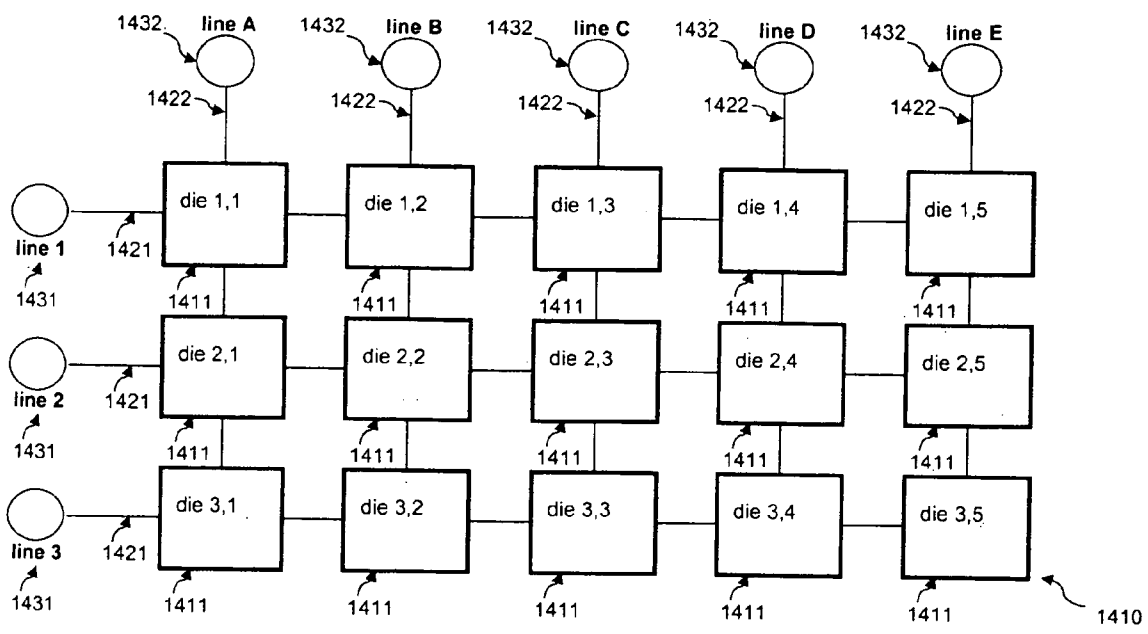 1432 line A 1432 line B 1432 line C 1432 line D 1432 line E
1422 1422 1422 1422 1422
die 1,1 die 1,2 die 1,3 die 1,4 die 1,5
line 1 1421
1431 1411 1411 1411 1411 1411
die 2,1 die 2,2 die 2,3 die 2,4 die 2,5
line 2 1421
1431 1411 1411 1411 1411 1411
die 3,1 die 3,2 die 3,3 die 3,4 die 3,5
line 3 1421
1431 1411 1411 1411 1411 1411 1410